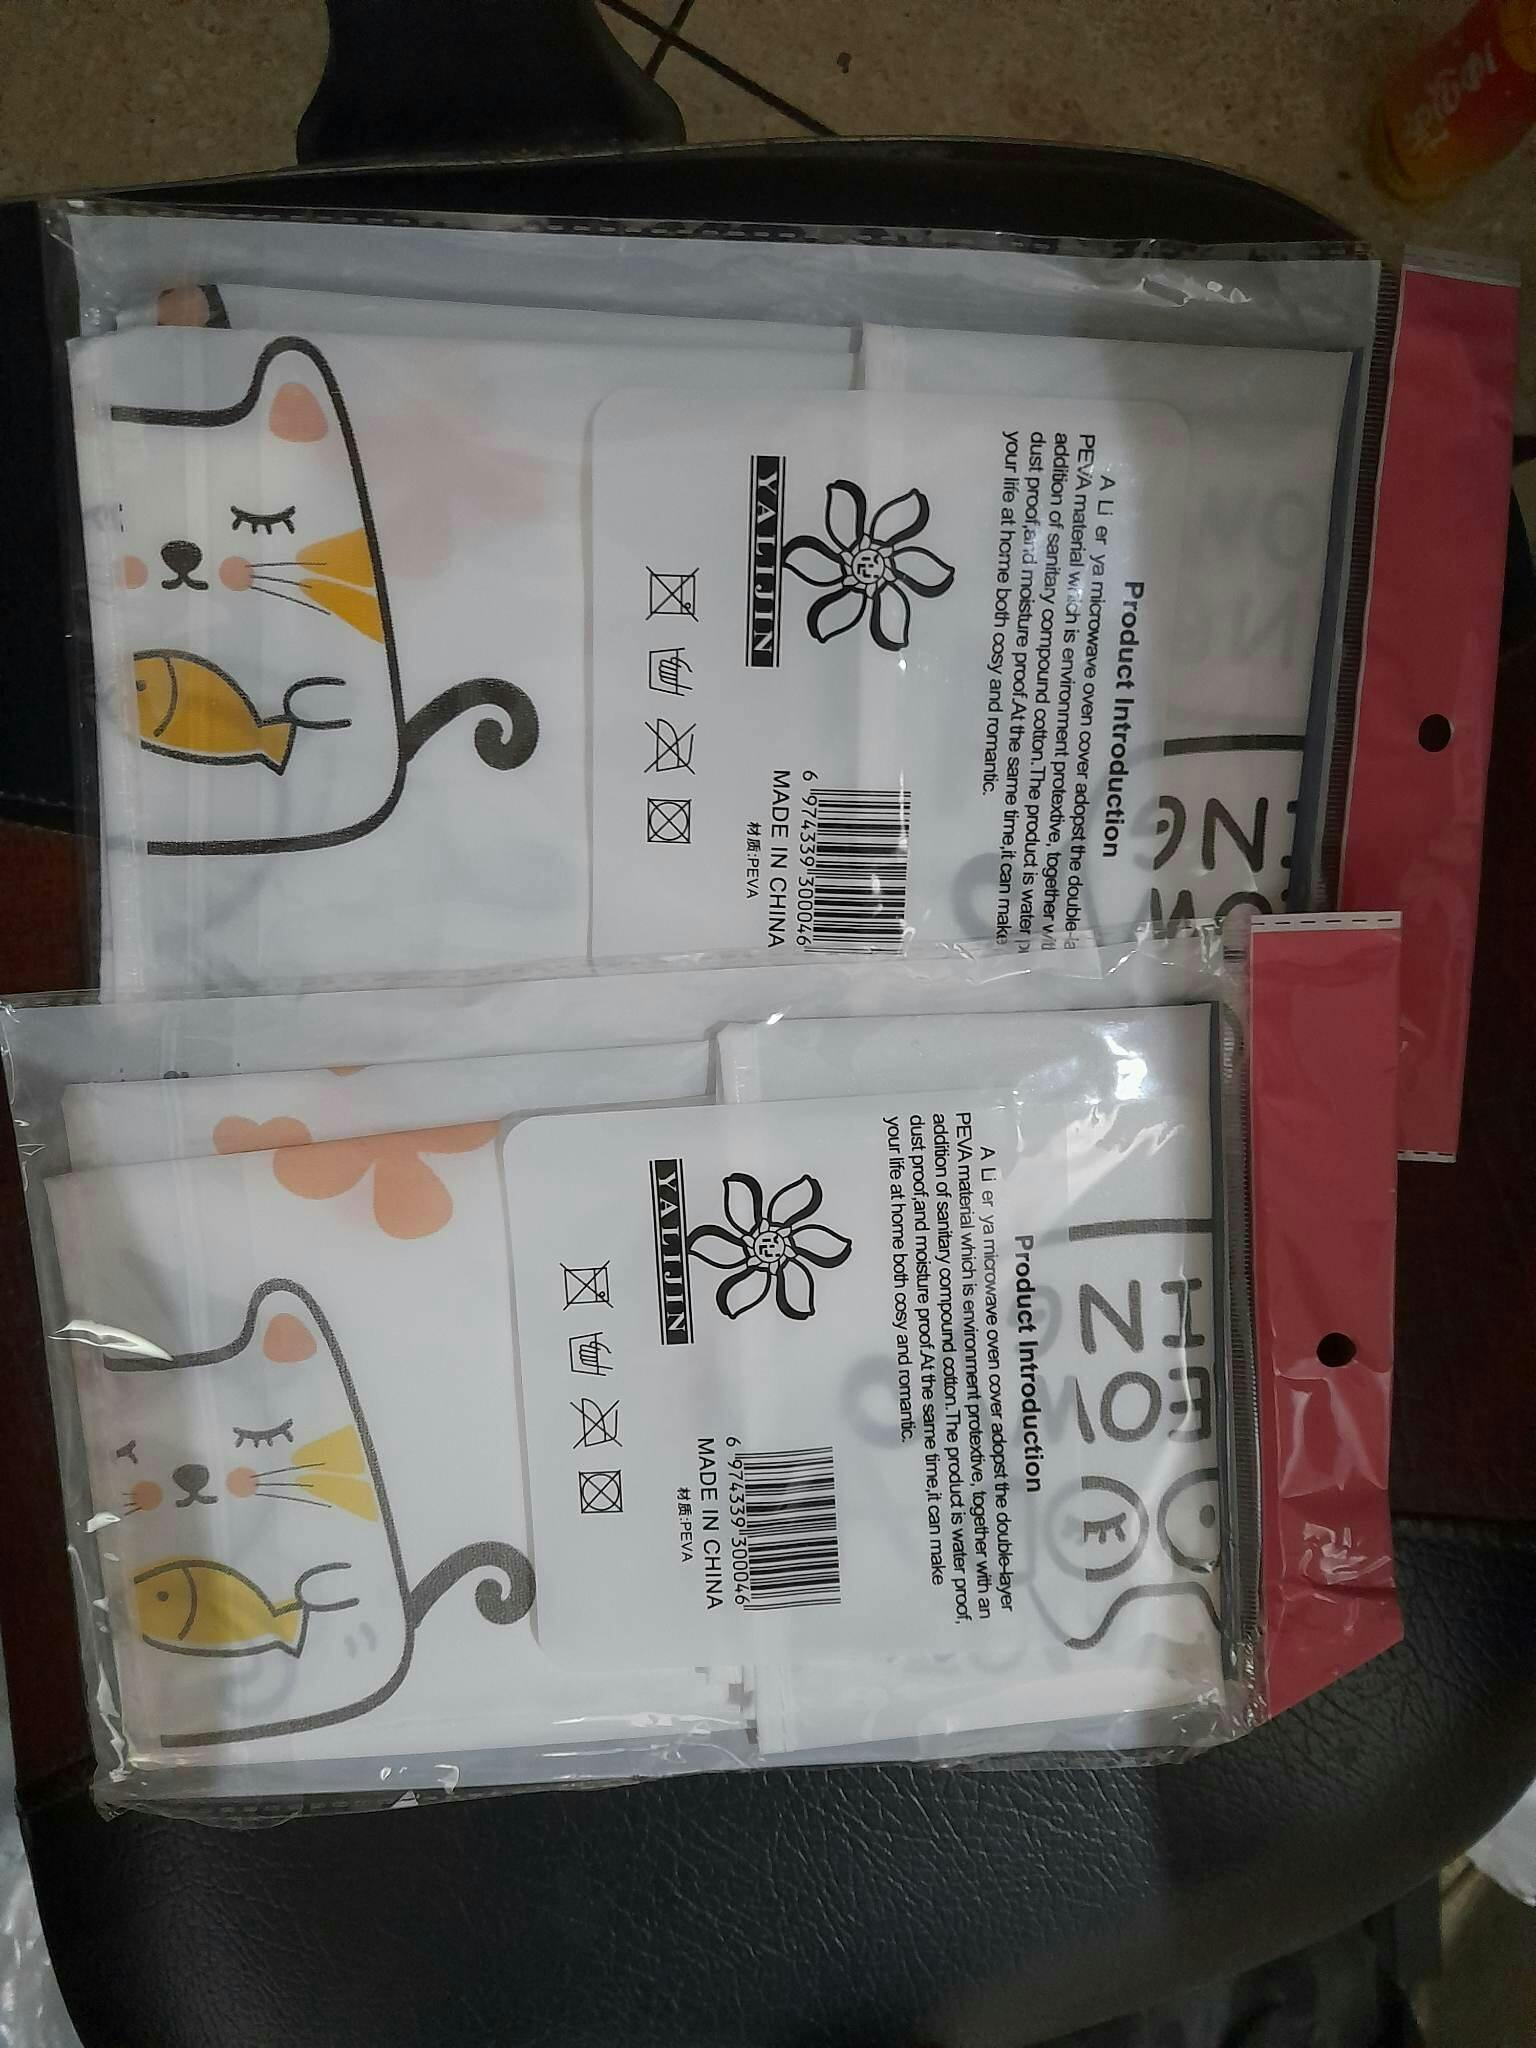 Product Introduction
A Li er ya microwave oven cover adopst the double-la
PEVA material which is environment protextive, together wit
addition of sanitary compound cotton.The product is water p
dust proof,and moisture proof.At the same time,it can make
your life at home both cosy and romantic.
YALIJIN
6 974339 300046
MADE IN CHINA
材质:PEVA
Product Introduction
A Li er ya microwave oven cover adopst the double-layer
PEVA material which is environment protextive, together with an
addition of sanitary compound cotton.The product is water proof,
dust proof,and moisture proof.At the same time,it can make
your life at home both cosy and romantic.
YALIJIN
6 974339 300046
MADE IN CHINA
材质:PEVA